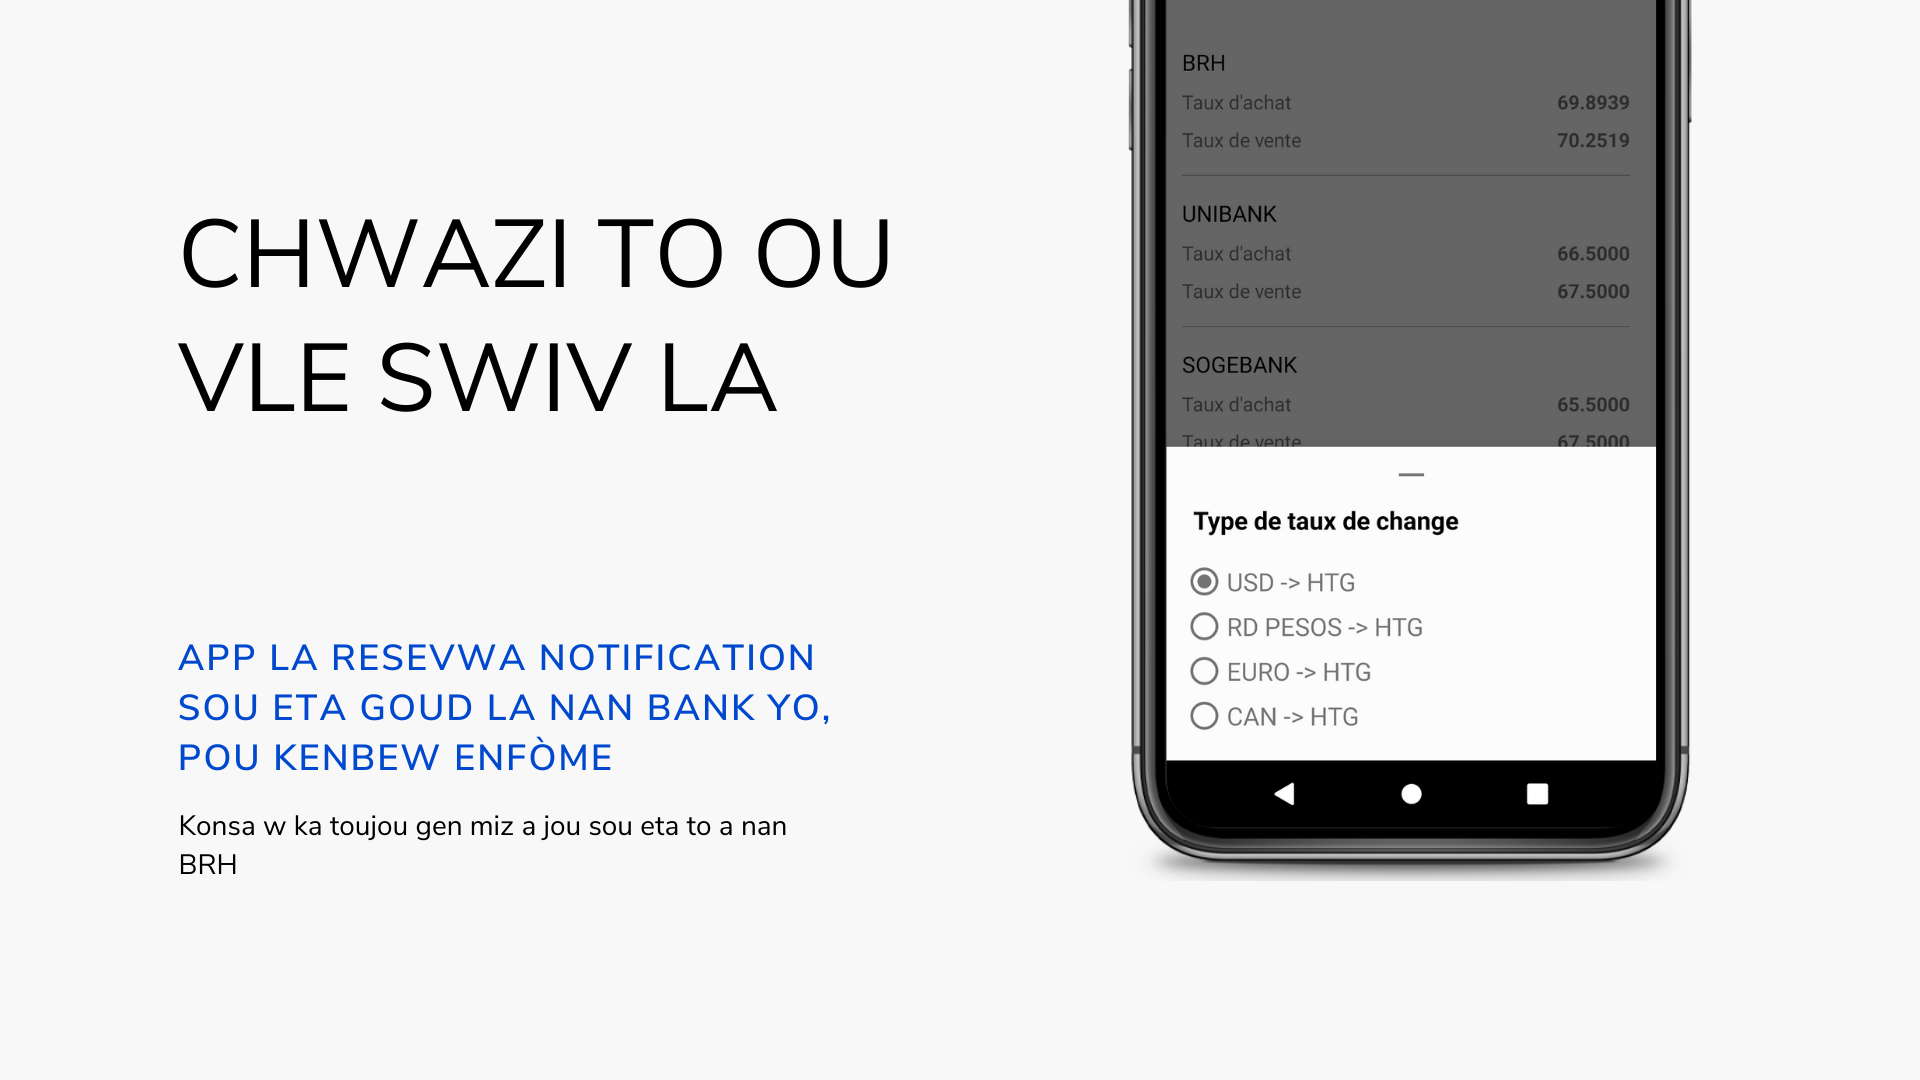 CHWAZI TO OU
VLE SWIV LA
APP LA RESEVWA NOTIFICATION
SOU ETA GOUD LA NAN BANK YO,
POU KENBEW ENFÒME
Konsa w ka toujou gen miz a jou sou eta to a nan
BRH
BRH
Taux d'achat 69.8939
Taux de vente 70.2519
UNIBANK
Taux d'achat 66.5000
Taux de vente 67.5000
SOGEBANK
Taux d'achat 65.5000
Taux de vente 67.5000
Type de taux de change
USD -> HTG
RD PESOS -> HTG
EURO -> HTG
CAN -> HTG